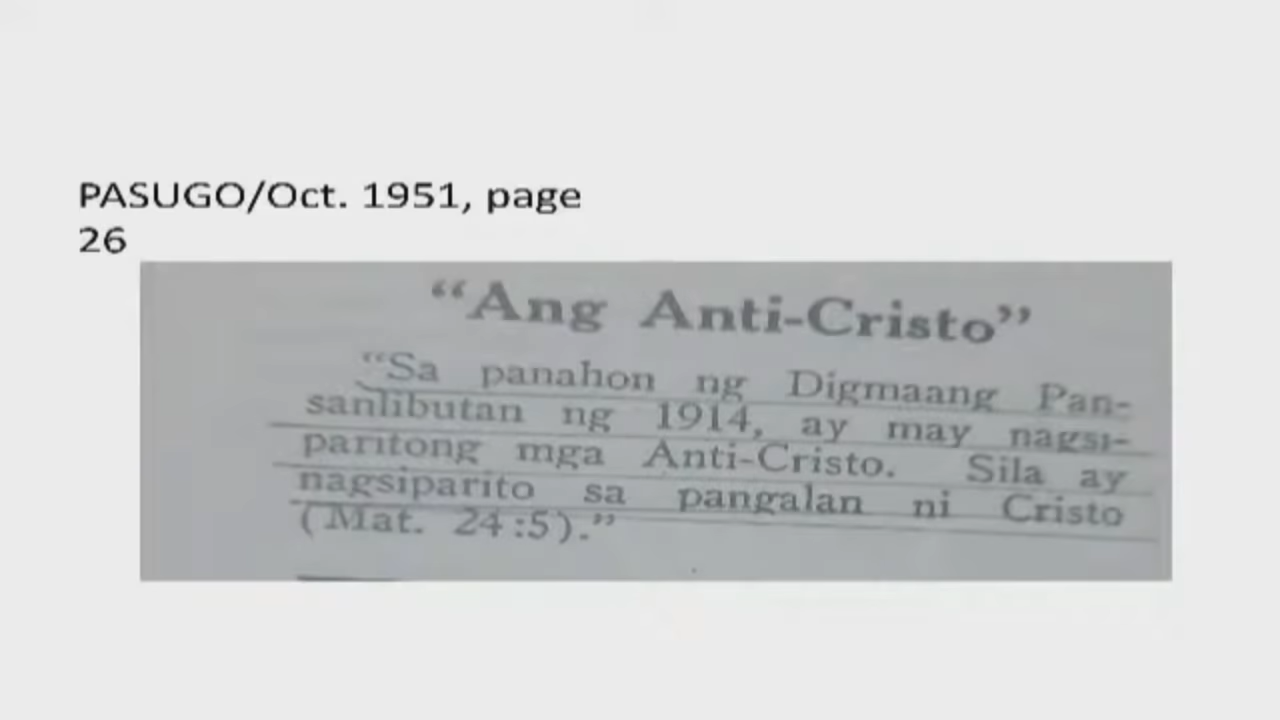 PASUGO/Oct. 1951, page
26
“Ang Anti-Cristo”
“Sa panahon ng Digmaang Pan-
sanlibutan ng 1914, ay may nagsi-
paritong mga Anti-Cristo. Sila ay
nagsiparito sa pangalan ni Cristo
(Mat. 24:5).”